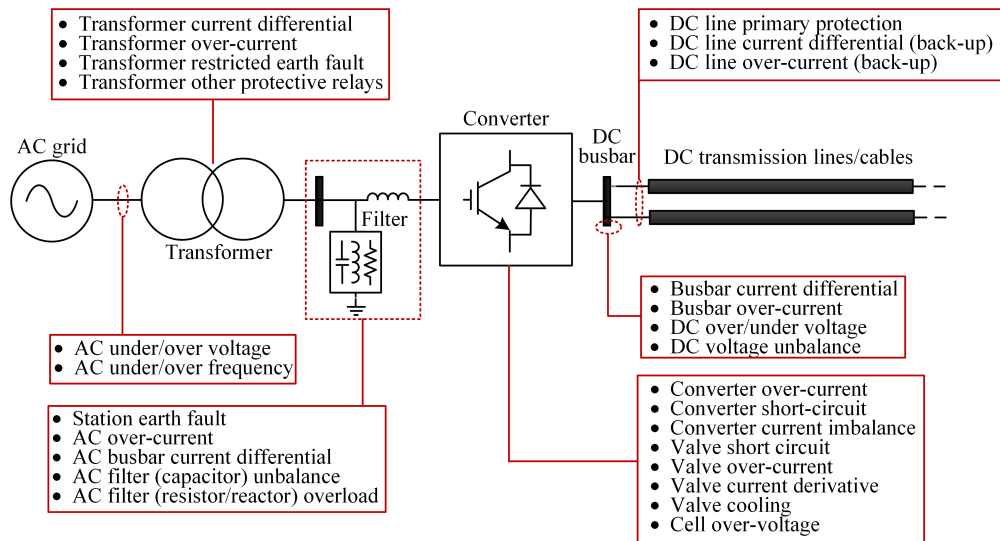 • Transformer current differential
• Transformer over-current
• Transformer restricted earth fault
• Transformer other protective relays
• DC line primary protection
• DC line current differential (back-up)
• DC line over-current (back-up)
AC grid
Transformer
Filter
Converter
DC
busbar
DC transmission lines/cables
• AC under/over voltage
• AC under/over frequency
• Station earth fault
• AC over-current
• AC busbar current differential
• AC filter (capacitor) unbalance
• AC filter (resistor/reactor) overload
• Busbar current differential
• Busbar over-current
• DC over/under voltage
• DC voltage unbalance
• Converter over-current
• Converter short-circuit
• Converter current imbalance
• Valve short circuit
• Valve over-current
• Valve current derivative
• Valve cooling
• Cell over-voltage